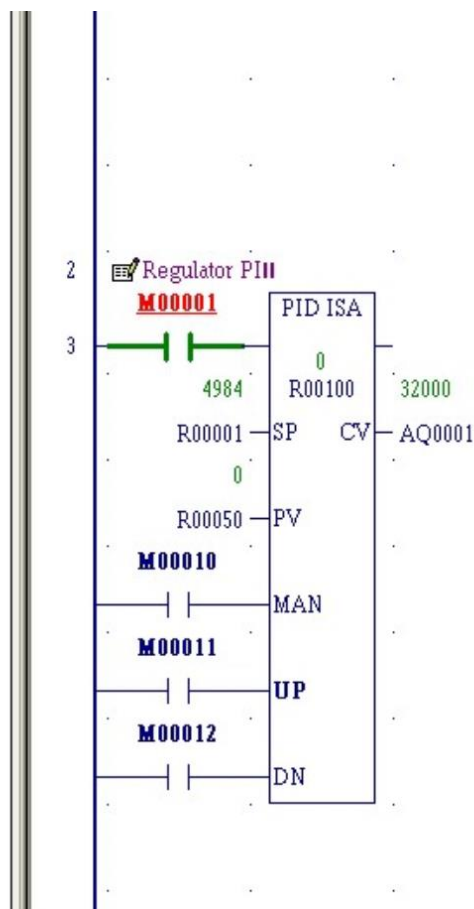 2 Regulator PI
M00001 PID ISA
3
0
4984 R00100 32000
R00001 SP CV AQ0001
0
R00050 PV
M00010
MAN
M00011
UP
M00012
DN